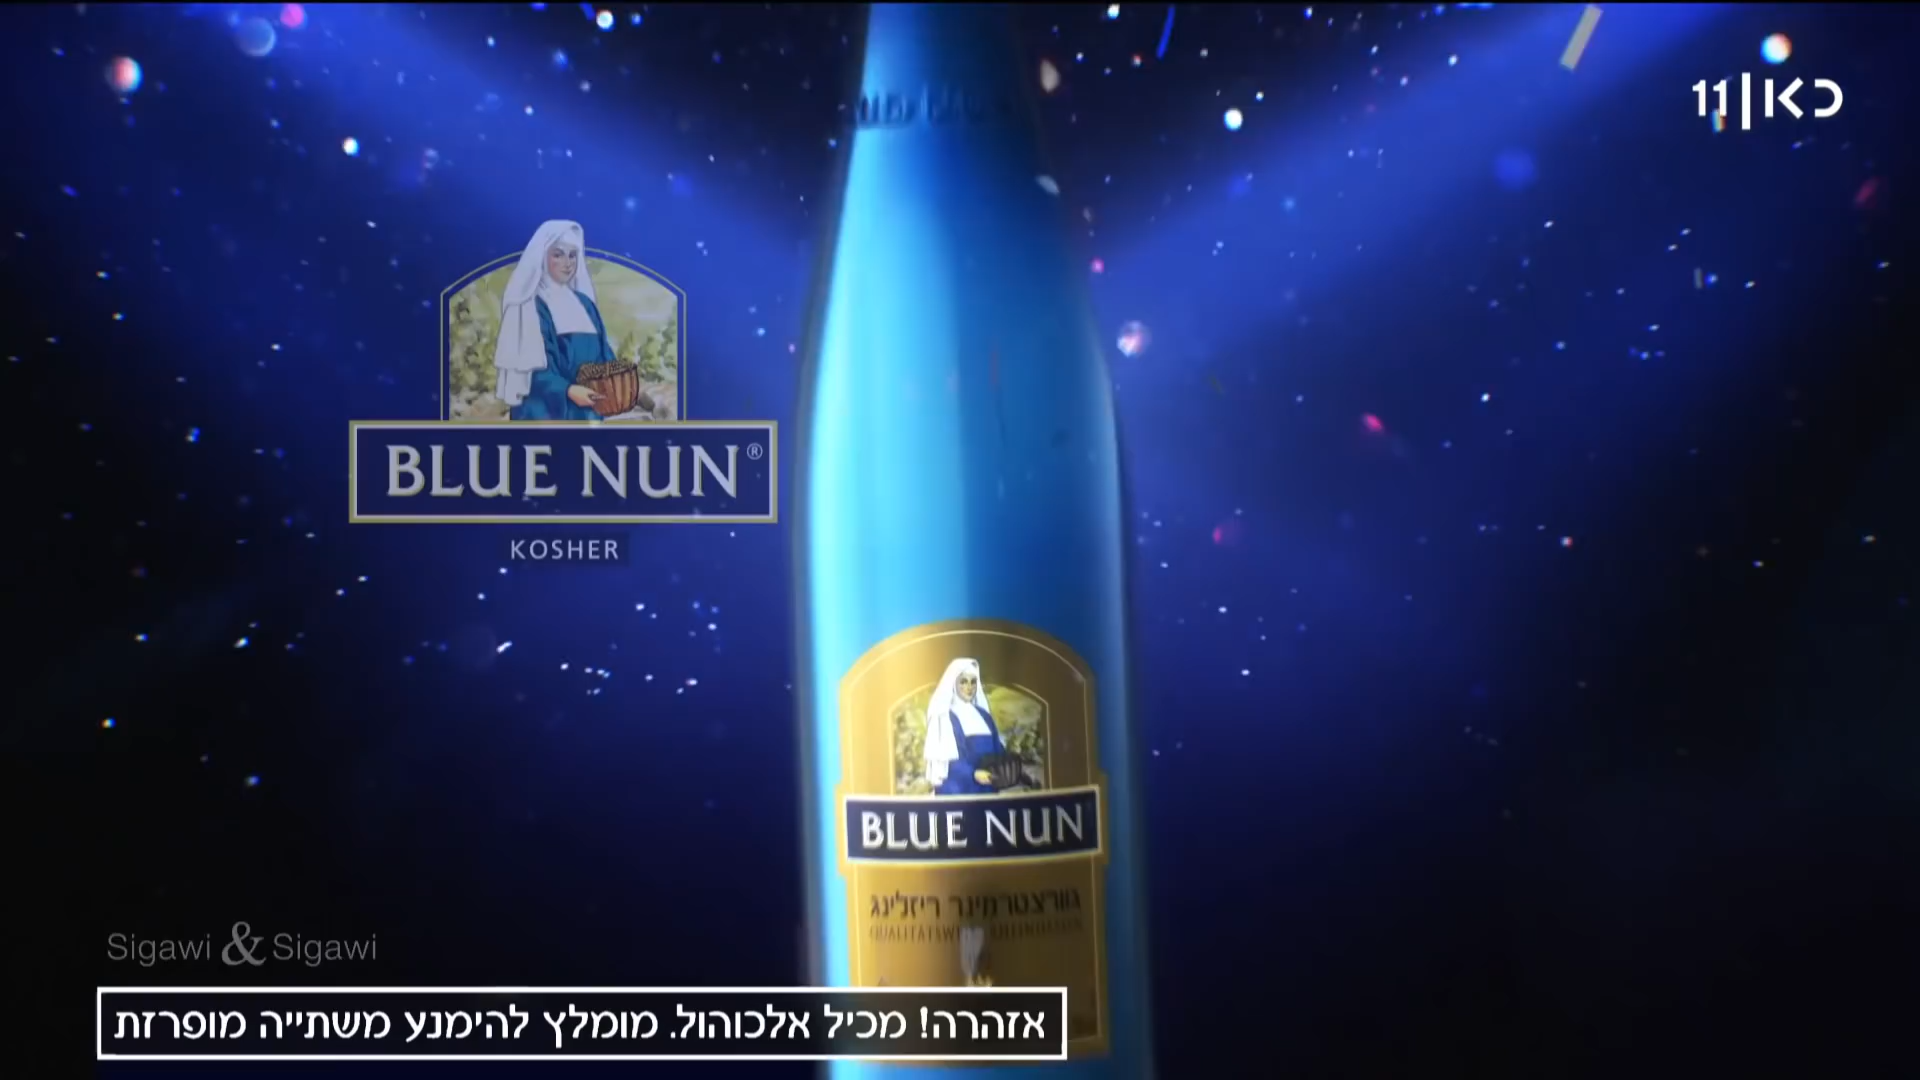 כאן 11
BLUE NUN®
KOSHER
BLUE NUN
גוורצטרמינר ריזלינג
Sigawi & Sigawi
אזהרה! מכיל אלכוהול. מומלץ להימנע משתייה מופרזת